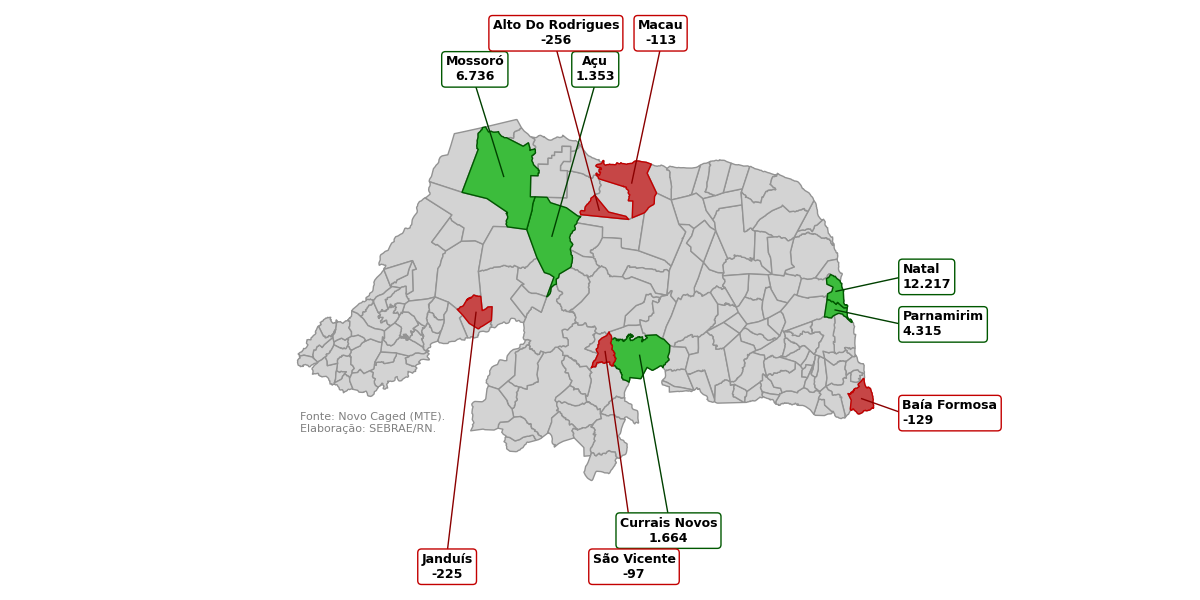 Alto Do Rodrigues
-256
Macau
-113
Mossoró
6.736
Açu
1.353
Natal
12.217
Parnamirim
4.315
Baía Formosa
-129
Fonte: Novo Caged (MTE).
Elaboração: SEBRAE/RN.
Currais Novos
1.664
Janduís
-225
São Vicente
-97